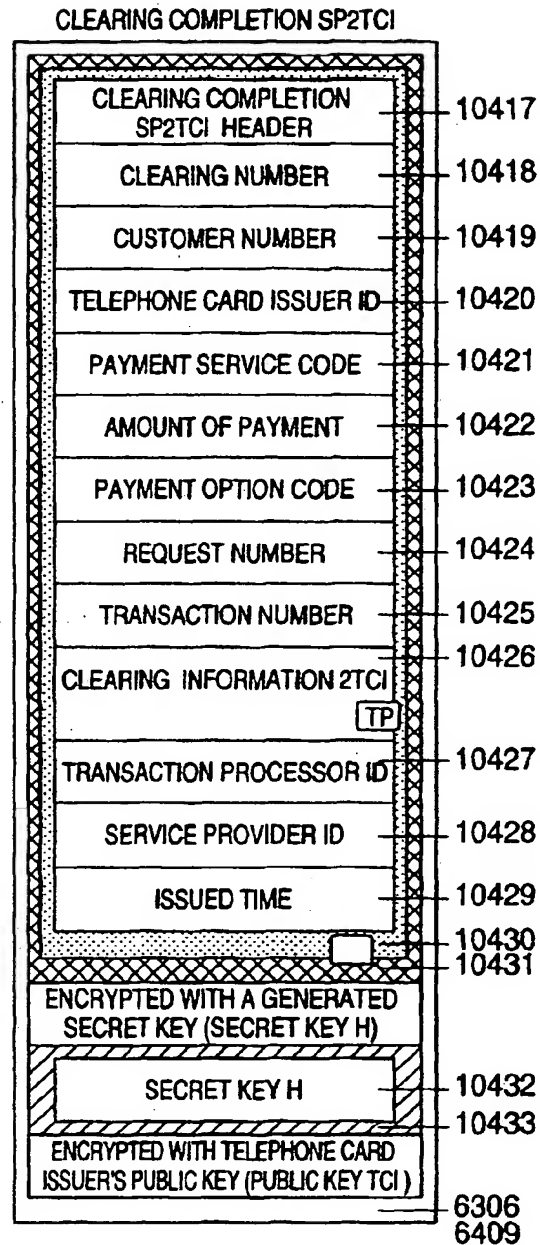 CLEARING COMPLETION SP2TCI
CLEARING COMPLETION
SP2TCI HEADER
10417
CLEARING NUMBER
10418
CUSTOMER NUMBER
10419
TELEPHONE CARD ISSUER ID
10420
PAYMENT SERVICE CODE
10421
AMOUNT OF PAYMENT
10422
PAYMENT OPTION CODE
10423
REQUEST NUMBER
10424
TRANSACTION NUMBER
10425
10426
CLEARING INFORMATION 2TCI
TP
10427
TRANSACTION PROCESSOR ID
SERVICE PROVIDER ID
10428
ISSUED TIME
10429
10430
10431
ENCRYPTED WITH A GENERATED
SECRET KEY (SECRET KEY H)
SECRET KEY H
10432
10433
ENCRYPTED WITH TELEPHONE CARD
ISSUER'S PUBLIC KEY (PUBLIC KEY TCI)
6306
6409